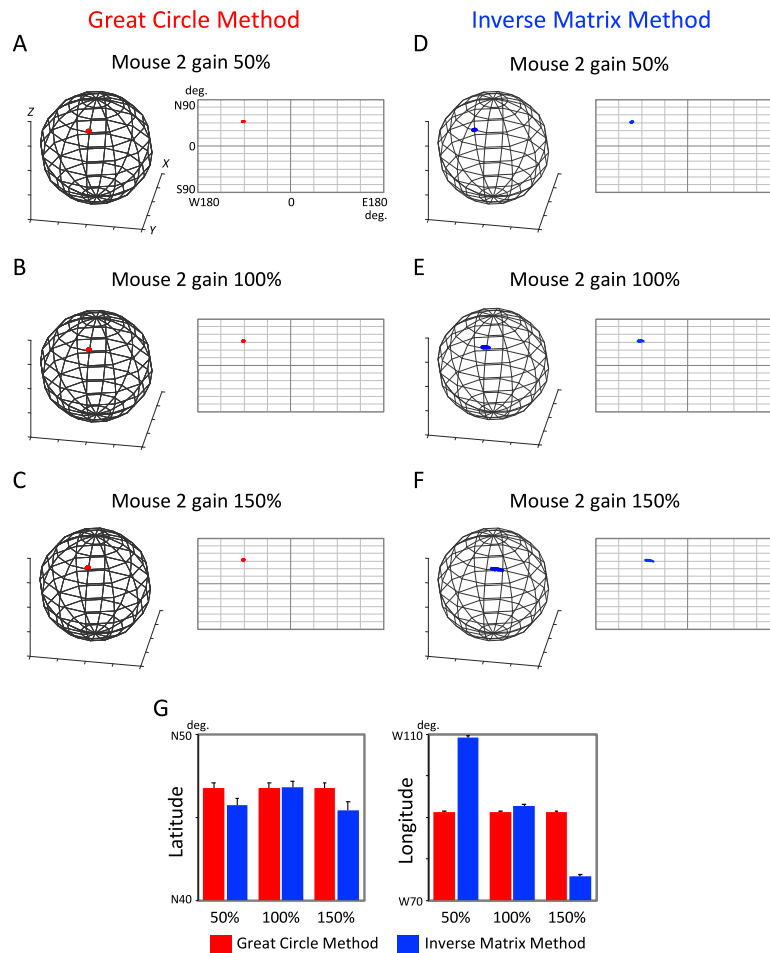 Great Circle Method
Inverse Matrix Method
A
Mouse 2 gain 50%
deg.
N90
0
S90
W180
0
E180
deg.
Z
X
Y
D
Mouse 2 gain 50%
B
Mouse 2 gain 100%
E
Mouse 2 gain 100%
C
Mouse 2 gain 150%
F
Mouse 2 gain 150%
G
deg.
N50
Latitude
N40
50%
100%
150%
deg.
W110
Longitude
W70
50%
100%
150%
Great Circle Method
Inverse Matrix Method